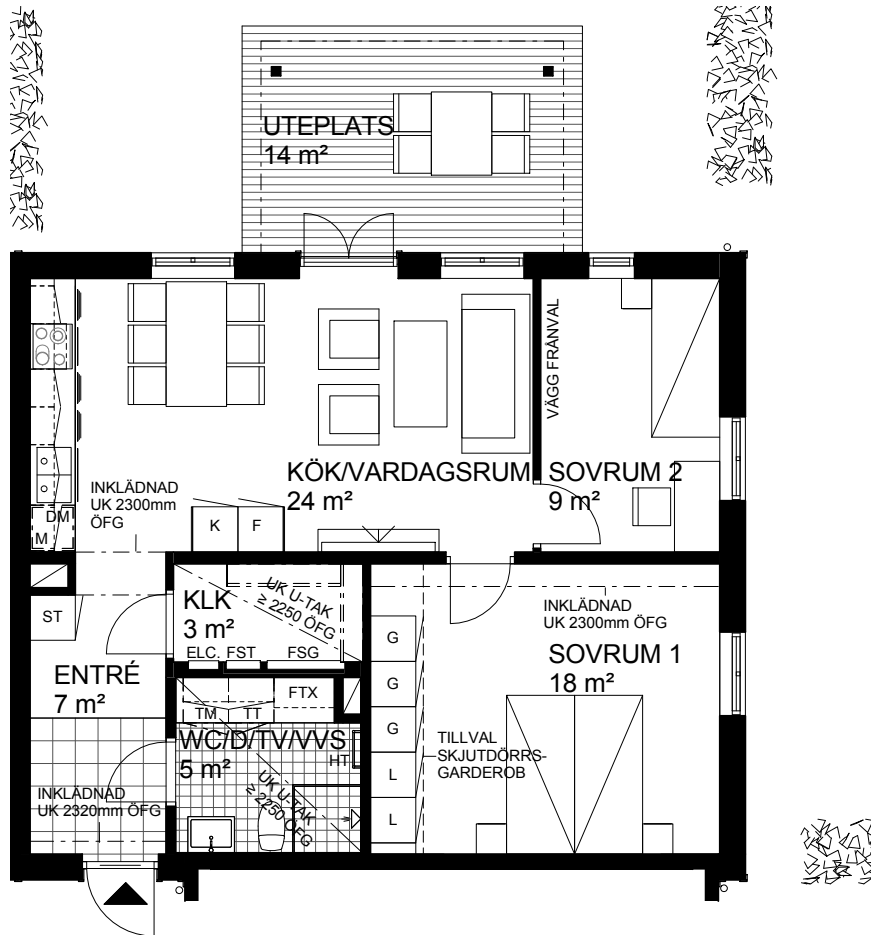 UTEPLATS
14 m²
VÄGG FRÅNVAL
KÖK/VARDAGSRUM
24 m²
SOVRUM 2
9 m²
INKLÄDNAD
UK 2300mm
ÖFG
DM
M
K
F
ST
KLK
3 m²
UK U-TAK
≥ 2250 ÖFG
ELC.
FST
FSG
INKLÄDNAD
UK 2300mm ÖFG
ENTRÉ
7 m²
G
G
G
L
L
SOVRUM 1
18 m²
FTX
TM
TT
WC/D/TV/VVS
5 m²
HT
UK U-TAK
≥ 2250 ÖFG
TILLVAL
SKJUTDÖRRS-
GARDEROB
INKLÄDNAD
UK 2320mm ÖFG